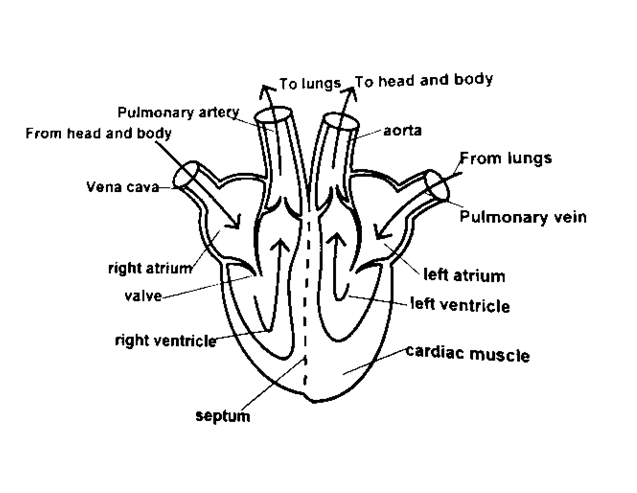 To lungs
To head and body
Pulmonary artery
From head and body
aorta
From lungs
Vena cava
Pulmonary vein
right atrium
left atrium
valve
left ventricle
right ventricle
cardiac muscle
septum